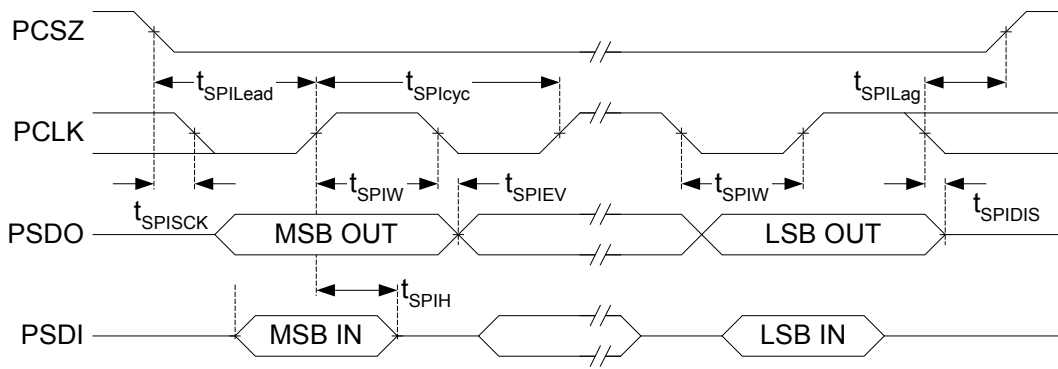 PCSZ
tSPILead
tSPIcyc
tSPILag
PCLK
tSPIW
tSPIEV
tSPIW
tSPISCK
tSPIDIS
PSDO
MSB OUT
LSB OUT
tSPIH
PSDI
MSB IN
LSB IN